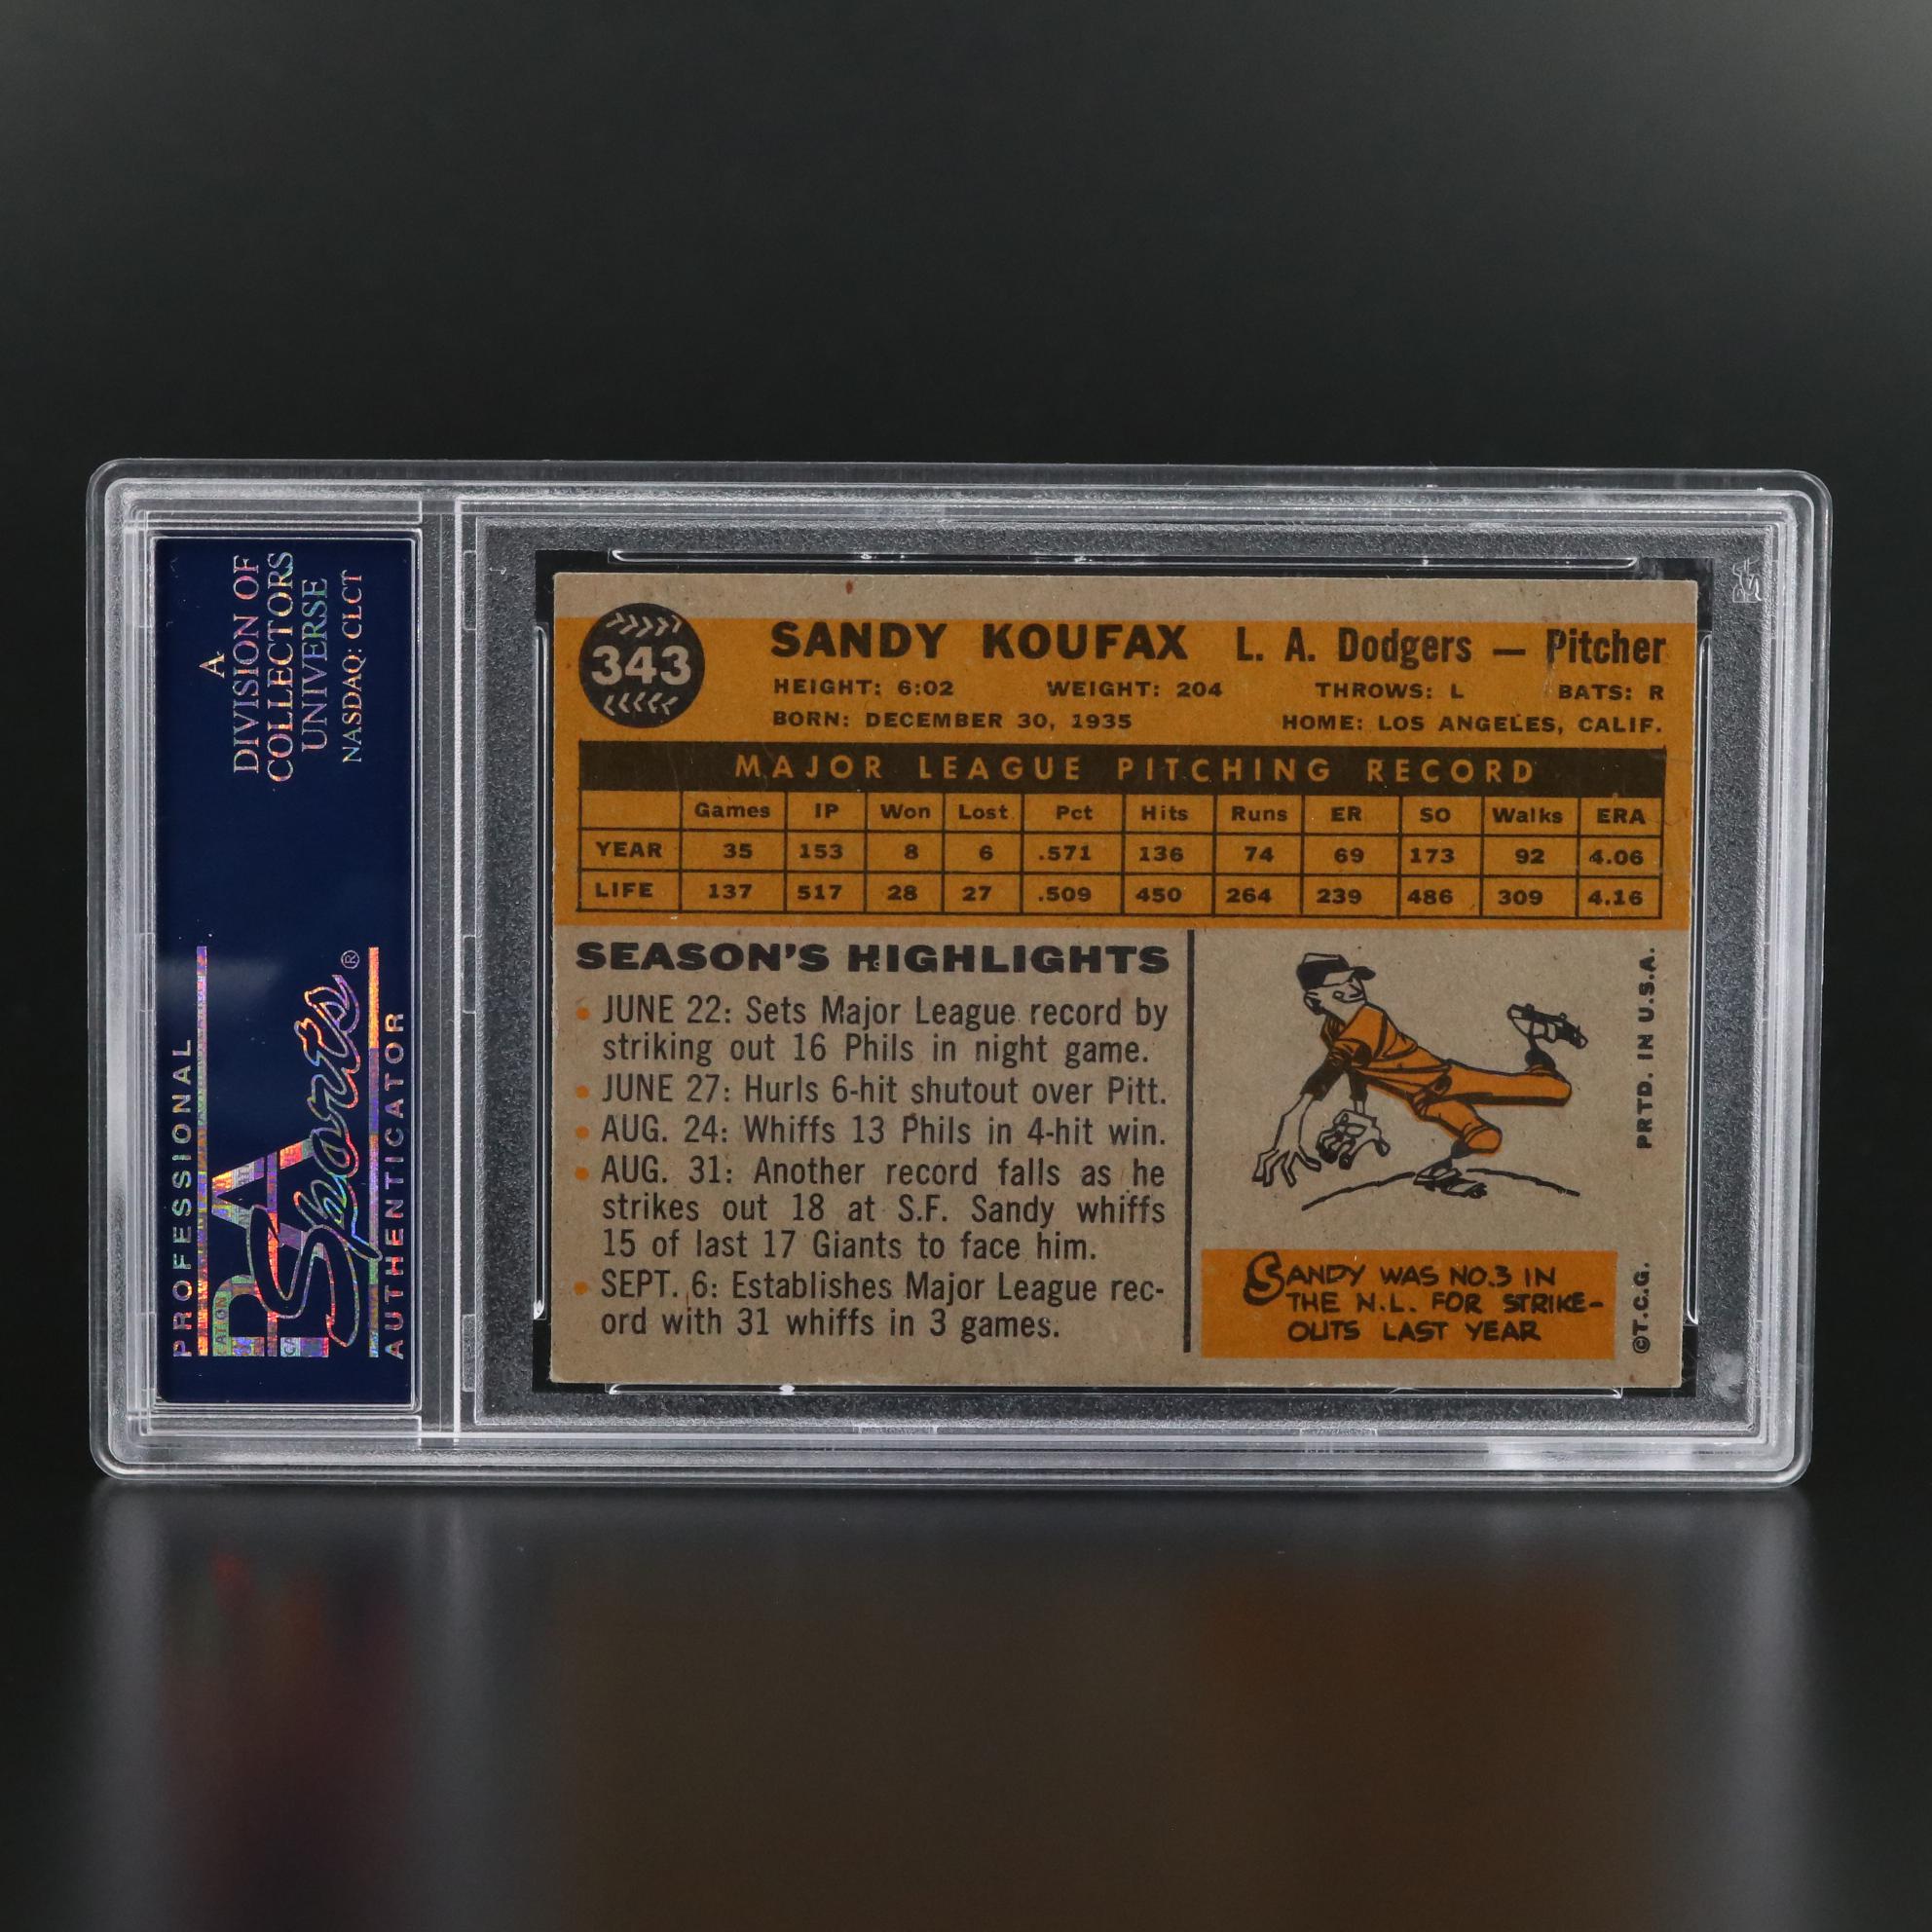 A
DIVISION OF
COLLECTORS
UNIVERSE
NASDAQ: CLCT
PROFESSIONAL
PSA
Sports®
AUTHENTICATOR
343
SANDY KOUFAX L. A. Dodgers — Pitcher
HEIGHT: 6:02 WEIGHT: 204 THROWS: L BATS: R
BORN: DECEMBER 30, 1935 HOME: LOS ANGELES, CALIF.
MAJOR LEAGUE PITCHING RECORD
Games IP Won Lost Pct Hits Runs ER SO Walks ERA
YEAR 35 153 8 6 .571 136 74 69 173 92 4.06
LIFE 137 517 28 27 .509 450 264 239 486 309 4.16
SEASON'S HIGHLIGHTS
• JUNE 22: Sets Major League record by
striking out 16 Phils in night game.
• JUNE 27: Hurls 6-hit shutout over Pitt.
• AUG. 24: Whiffs 13 Phils in 4-hit win.
• AUG. 31: Another record falls as he
strikes out 18 at S.F. Sandy whiffs
15 of last 17 Giants to face him.
• SEPT. 6: Establishes Major League rec-
ord with 31 whiffs in 3 games.
SANDY WAS NO.3 IN
THE N.L. FOR STRIKE-
OUTS LAST YEAR
©T.C.G. PRTD. IN U.S.A.